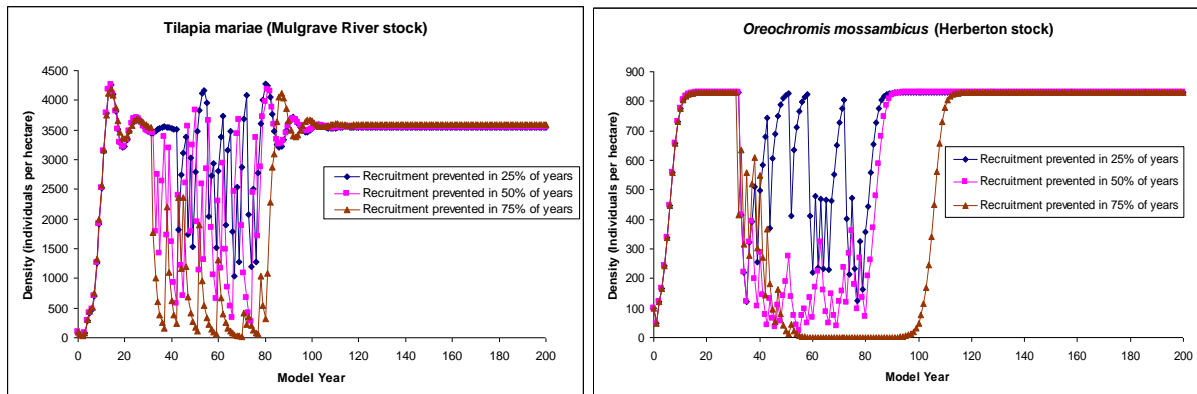 Tilapia mariae (Mulgrave River stock)
Density (Individuals per hectare)
4500
4000
3500
3000
2500
2000
1500
1000
500
0
Recruitment prevented in 25% of years
Recruitment prevented in 50% of years
Recruitment prevented in 75% of years
0 20 40 60 80 100 120 140 160 180 200
Model Year
Oreochromis mossambicus (Herberton stock)
Density (Individuals per hectare)
900
800
700
600
500
400
300
200
100
0
Recruitment prevented in 25% of years
Recruitment prevented in 50% of years
Recruitment prevented in 75% of years
0 20 40 60 80 100 120 140 160 180 200
Model Year